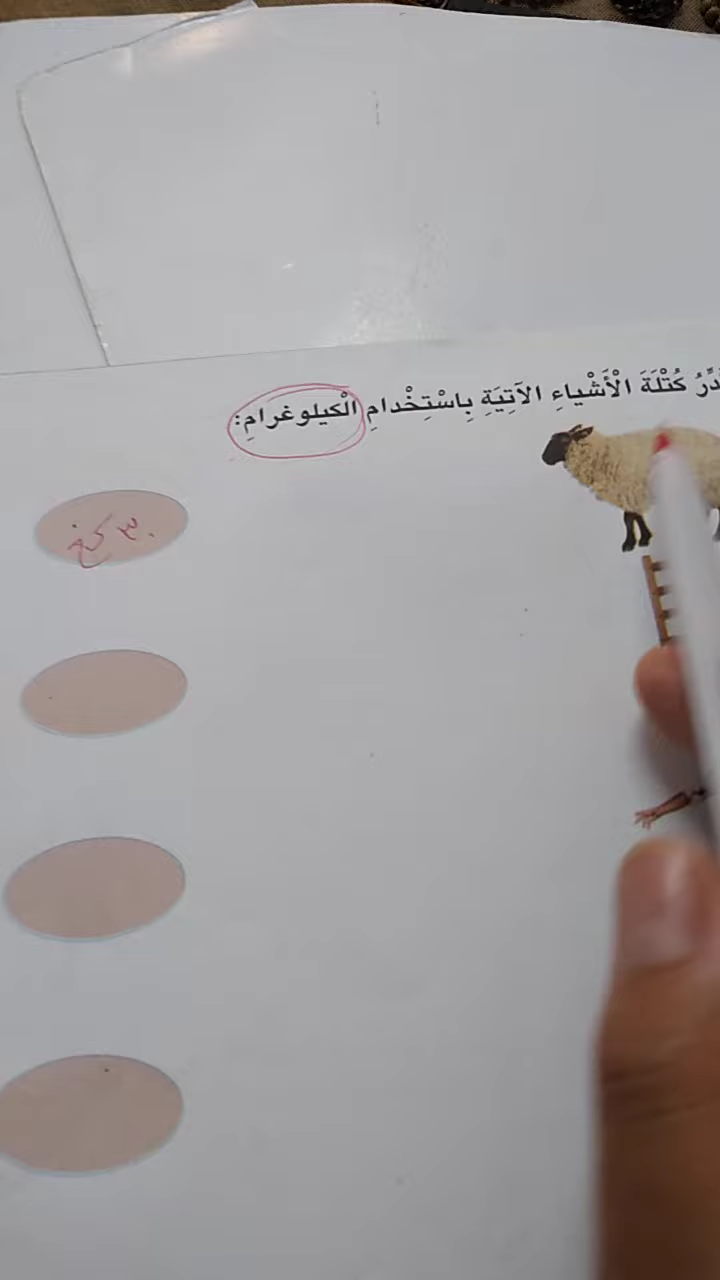 قَدِّرُ كُتْلَةَ الْأَشْياءِ الآتِيَةِ بِاسْتِخْدامِ الْكيلوغرامِ:
٣٠ كغ